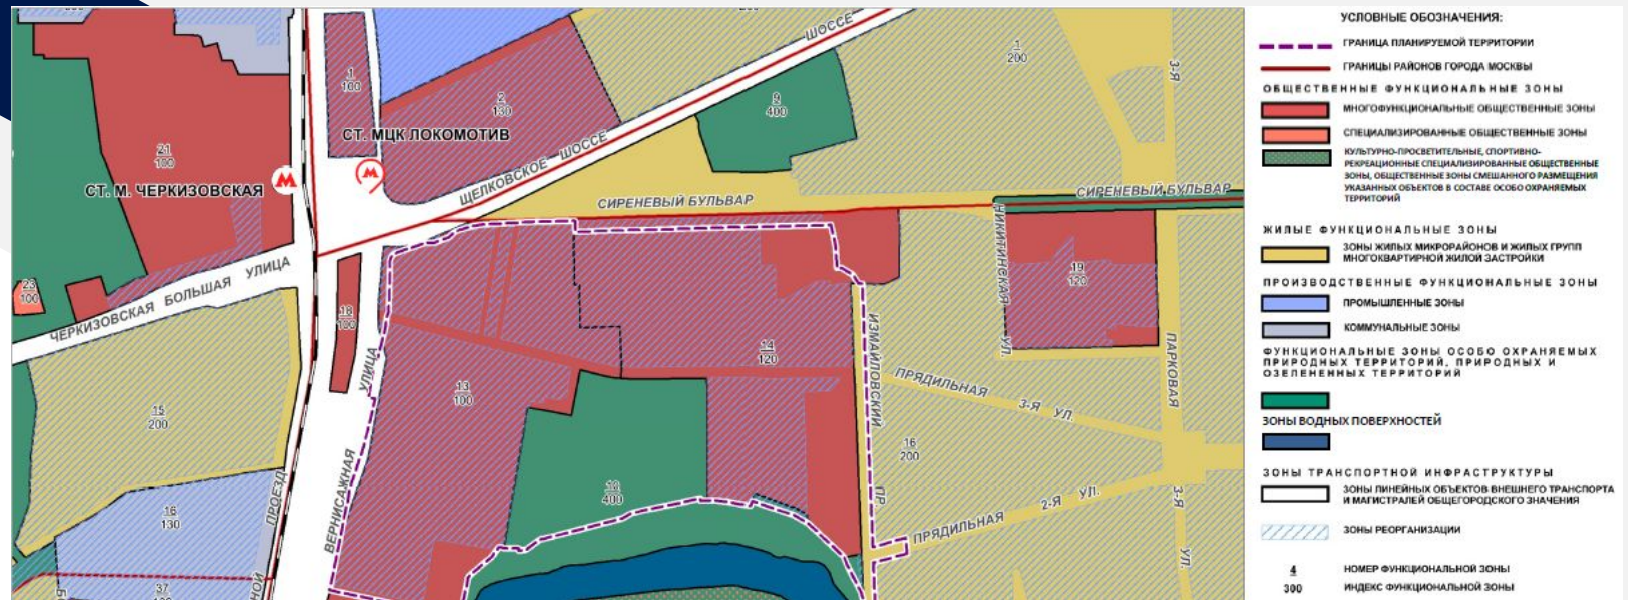 1
100
2
130
1
200
9
400
ШОССЕ
3-Я
СТ. МЦК ЛОКОМОТИВ
21
100
СТ. М. ЧЕРКИЗОВСКАЯ
ЩЕЛКОВСКОЕ ШОССЕ
СИРЕНЕВЫЙ БУЛЬВАР
СИРЕНЕВЫЙ БУЛЬВАР
23
100
ЧЕРКИЗОВСКАЯ БОЛЬШАЯ УЛИЦА
18
100
НИКИТИНСКАЯ УЛ.
19
120
14
120
ИЗМАЙЛОВСКИЙ ПР.
ПАРКОВАЯ
ПРЯДИЛЬНАЯ 3-Я УЛ.
13
100
15
200
16
200
ВЕРНИСАЖНАЯ УЛИЦА
400
16
130
ПРОЕЗД
ПРЯДИЛЬНАЯ 2-Я УЛ.
3-Я
УЛ.
37
УСЛОВНЫЕ ОБОЗНАЧЕНИЯ:
ГРАНИЦА ПЛАНИРУЕМОЙ ТЕРРИТОРИИ
ГРАНИЦЫ РАЙОНОВ ГОРОДА МОСКВЫ
ОБЩЕСТВЕННЫЕ ФУНКЦИОНАЛЬНЫЕ ЗОНЫ
МНОГОФУНКЦИОНАЛЬНЫЕ ОБЩЕСТВЕННЫЕ ЗОНЫ
СПЕЦИАЛИЗИРОВАННЫЕ ОБЩЕСТВЕННЫЕ ЗОНЫ
КУЛЬТУРНО-ПРОСВЕТИТЕЛЬНЫЕ, СПОРТИВНО-
РЕКРЕАЦИОННЫЕ СПЕЦИАЛИЗИРОВАННЫЕ ОБЩЕСТВЕННЫЕ
ЗОНЫ, ОБЩЕСТВЕННЫЕ ЗОНЫ СМЕШАННОГО РАЗМЕЩЕНИЯ
УКАЗАННЫХ ОБЪЕКТОВ В СОСТАВЕ ОСОБО ОХРАНЯЕМЫХ
ТЕРРИТОРИЙ
ЖИЛЫЕ ФУНКЦИОНАЛЬНЫЕ ЗОНЫ
ЗОНЫ ЖИЛЫХ МИКРОРАЙОНОВ И ЖИЛЫХ ГРУПП
МНОГОКВАРТИРНОЙ ЖИЛОЙ ЗАСТРОЙКИ
ПРОИЗВОДСТВЕННЫЕ ФУНКЦИОНАЛЬНЫЕ ЗОНЫ
ПРОМЫШЛЕННЫЕ ЗОНЫ
КОММУНАЛЬНЫЕ ЗОНЫ
ФУНКЦИОНАЛЬНЫЕ ЗОНЫ ОСОБО ОХРАНЯЕМЫХ
ПРИРОДНЫХ ТЕРРИТОРИЙ, ПРИРОДНЫХ И
ОЗЕЛЕНЕННЫХ ТЕРРИТОРИЙ
ЗОНЫ ВОДНЫХ ПОВЕРХНОСТЕЙ
ЗОНЫ ТРАНСПОРТНОЙ ИНФРАСТРУКТУРЫ
ЗОНЫ ЛИНЕЙНЫХ ОБЪЕКТОВ ВНЕШНЕГО ТРАНСПОРТА
И МАГИСТРАЛЕЙ ОБЩЕГОРОДСКОГО ЗНАЧЕНИЯ
ЗОНЫ РЕОРГАНИЗАЦИИ
4 НОМЕР ФУНКЦИОНАЛЬНОЙ ЗОНЫ
300 ИНДЕКС ФУНКЦИОНАЛЬНОЙ ЗОНЫ